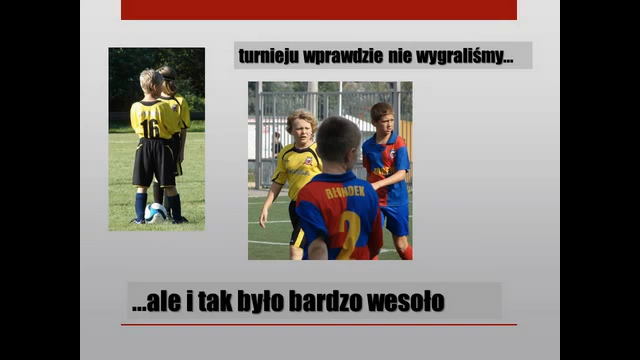 turnieju wprawdzie nie wygraliśmy...
16
2
...ale i tak było bardzo wesoło